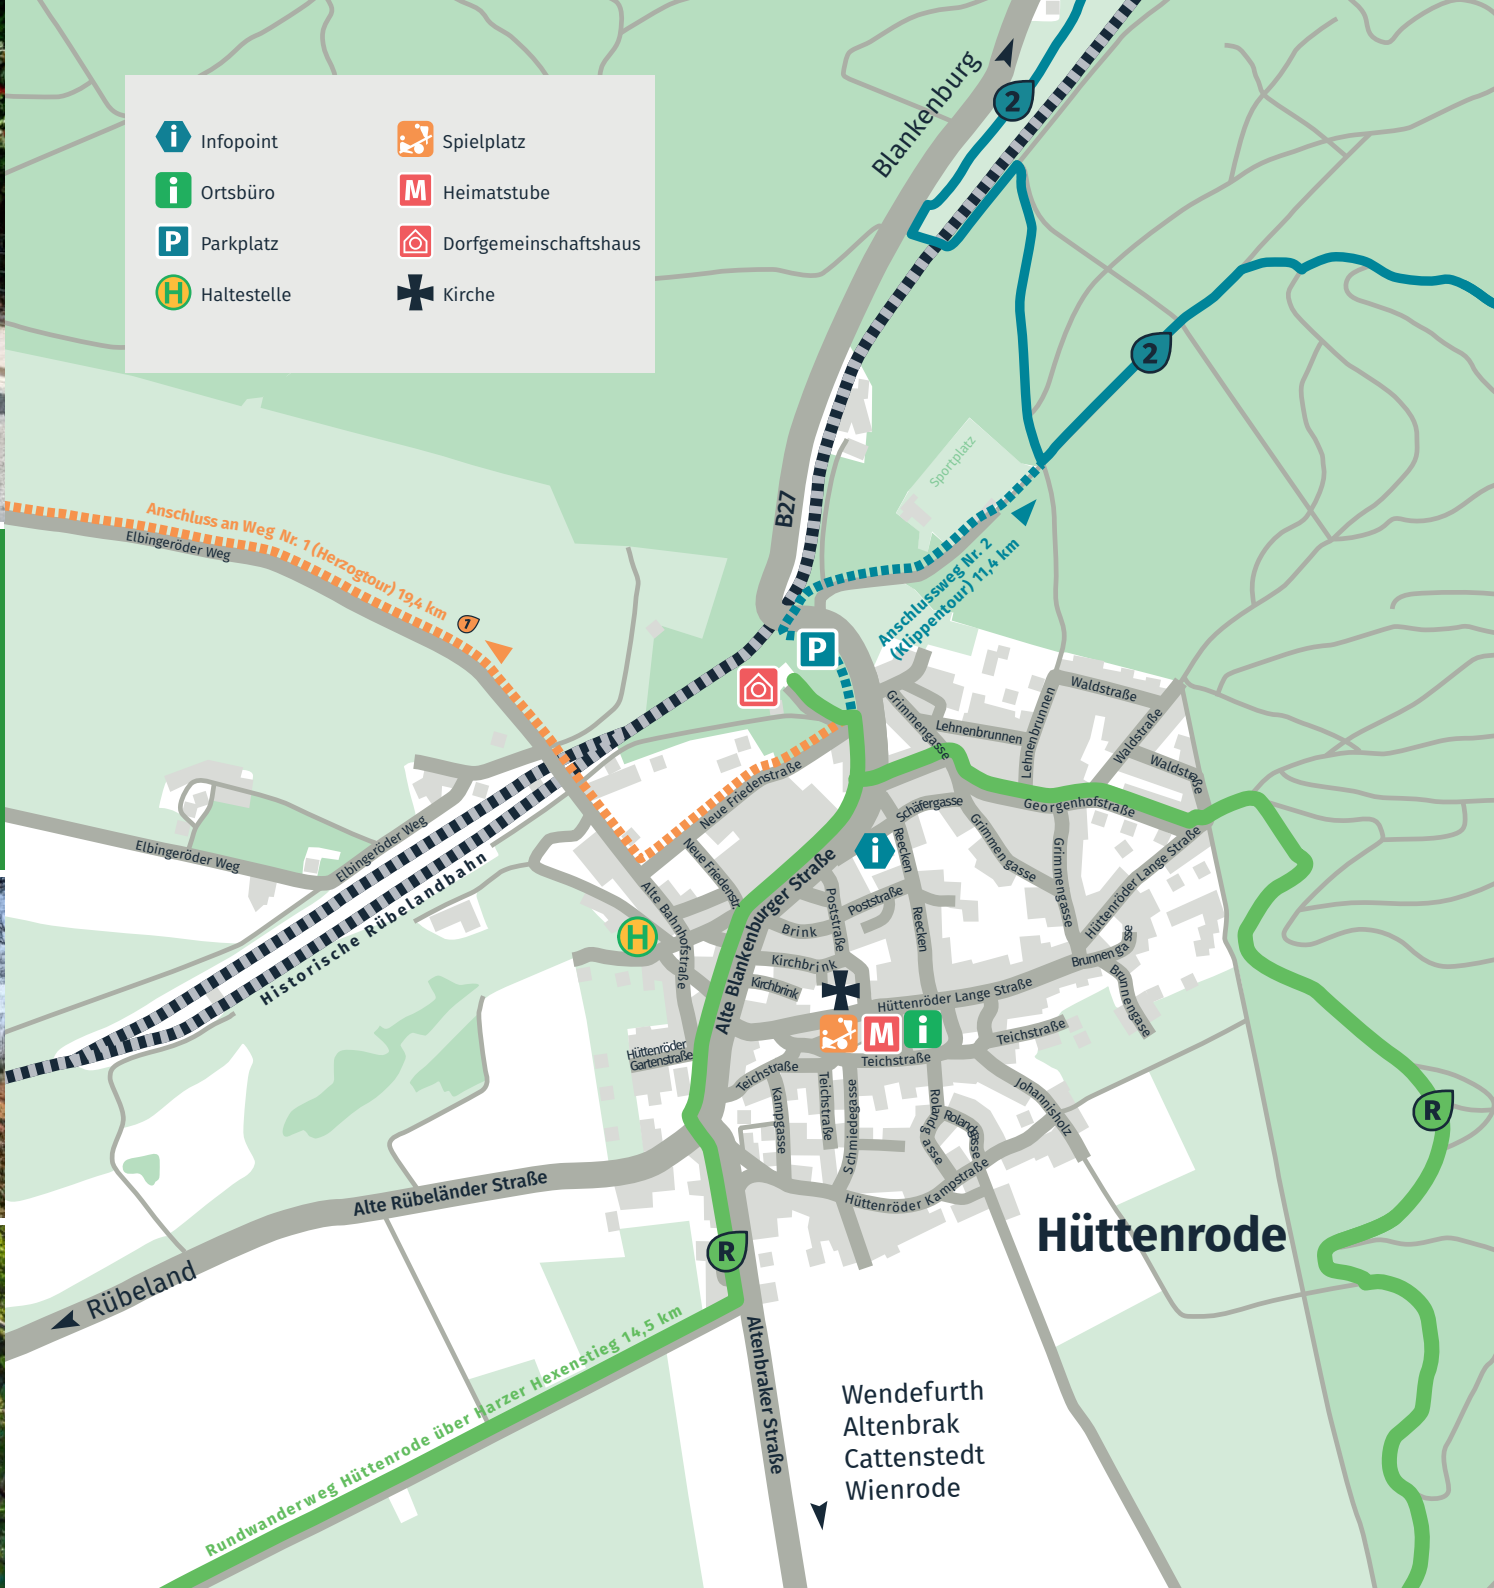 Infopoint
Ortsbüro
P Parkplatz
H Haltestelle
Spielplatz
M Heimatstube
Dorfgemeinschaftshaus
Kirche
Blankenburg
2
2
Sportplatz
B27
Anschluss an Weg Nr. 1 (Herzogtour) 19,4 km
Elbingeröder Weg
1
Anschlussweg Nr. 2
(Klippentour) 11,4 km
P
Waldstraße
Waldstraße
Waldstraße
Lehnenbrunnen
Lehnenbrunnen
Grimmengasse
Georgenhofstraße
Neue Friedenstraße
Neue Friedenstr.
Schäfergasse
Reecken
Grimmengasse
Grimmengasse
Hüttenröder Lange Straße
Elbingeröder Weg
Elbingeröder Weg
Historische Rübelandbahn
Alte Bahnhofstraße
H
Alte Blankenburger Straße
Poststraße
Poststraße
Brink
Reecken
Kirchbrink
Kirchbrink
Brunnengasse
Brunnengasse
Hüttenröder Lange Straße
M
Hüttenröder
Gartenstraße
Teichstraße
Teichstraße
Teichstraße
Teichstraße
Kampgasse
Schmiedegasse
Rolandgasse
Rolandgasse
Johannisholz
Hüttenröder Kampstraße
R
Alte Rübeländer Straße
Rübeland
Hüttenrode
R
Rundwanderweg Hüttenrode über Harzer Hexenstieg 14,5 km
Altenbraker Straße
Wendefurth
Altenbrak
Cattenstedt
Wienrode